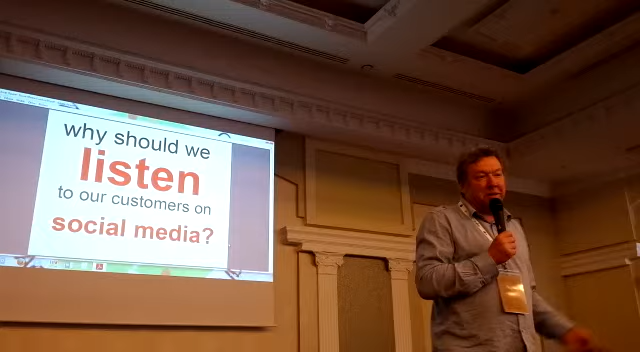 why should we
listen
to our customers on
social media?